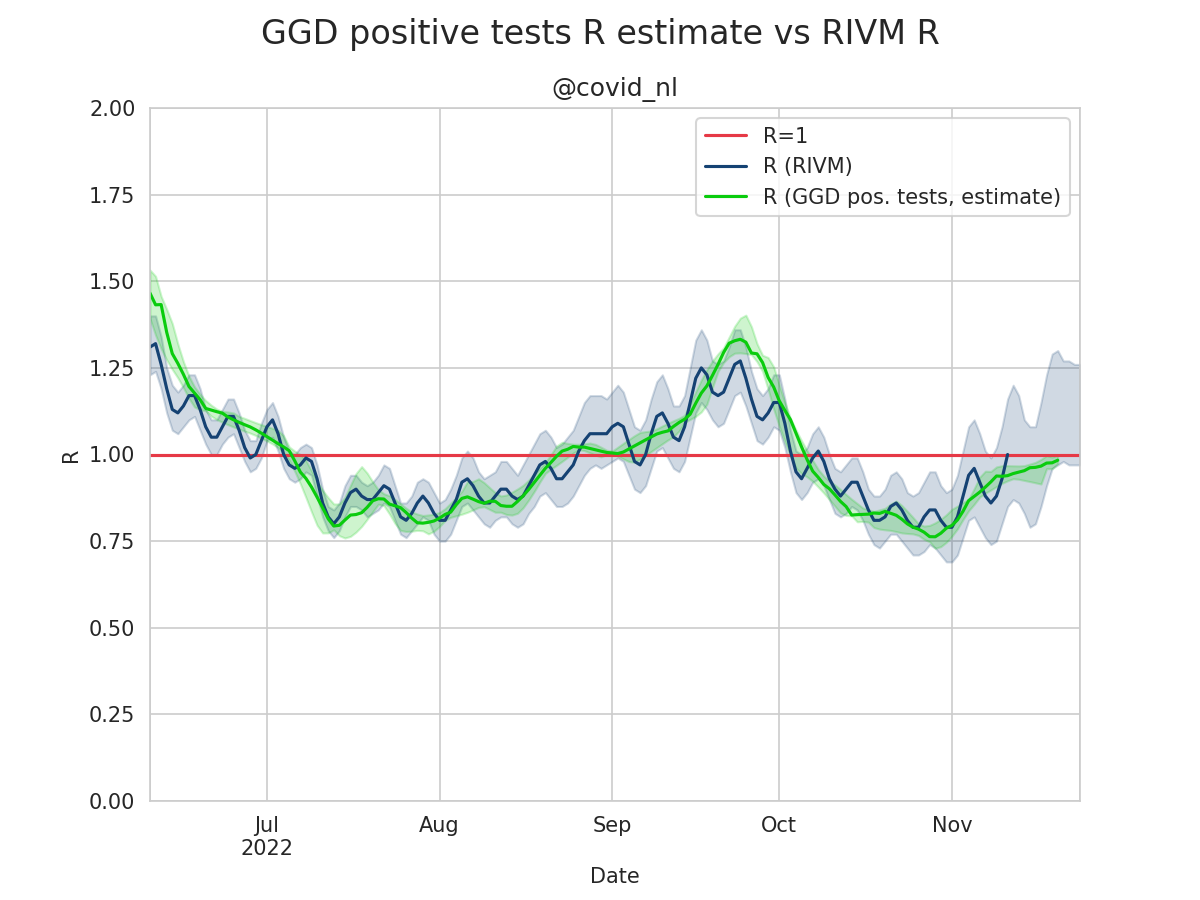 GGD positive tests R estimate vs RIVM R
@covid_nl
R=1
R (RIVM)
R (GGD pos. tests, estimate)
2.00
1.75
1.50
1.25
1.00
0.75
0.50
0.25
0.00
R
Jul
2022
Aug
Sep
Oct
Nov
Date